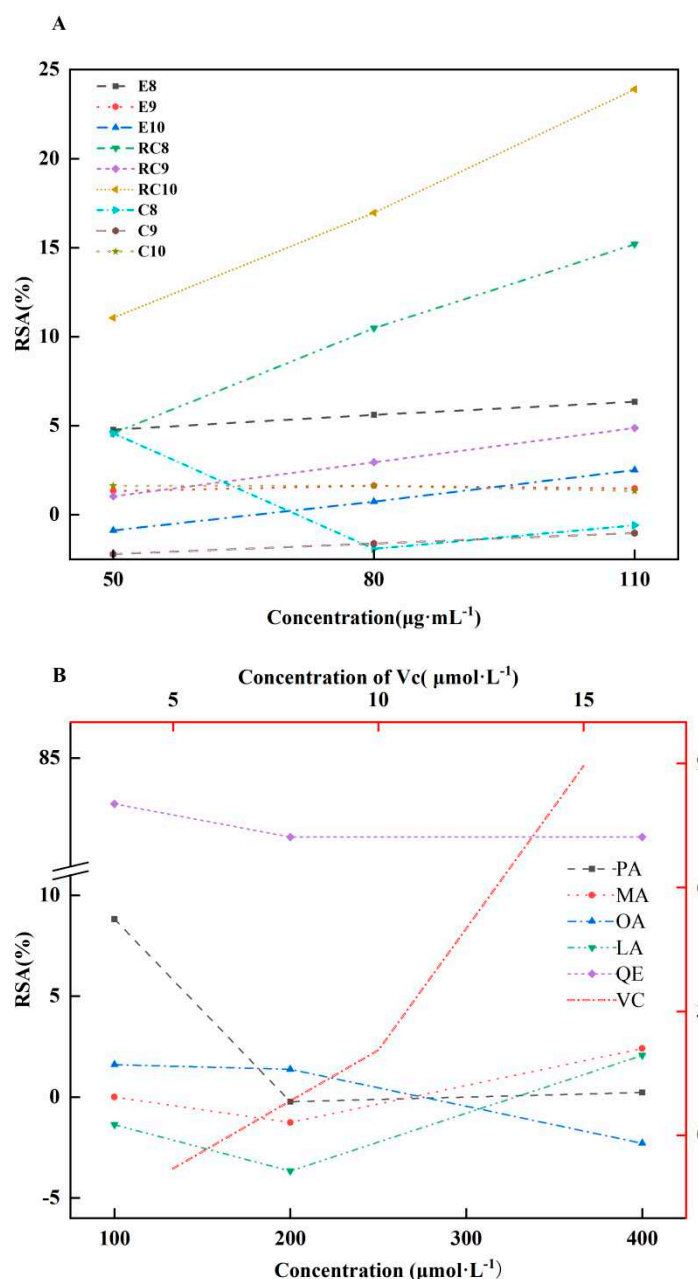 A
25
20
15
10
5
0
RSA(%)
E8
E9
E10
RC8
RC9
RC10
C8
C9
C10
50 80 110
Concentration(μg·mL⁻¹)
B
Concentration of Vc( μmol·L⁻¹)
5 10 15
85
10
5
0
-5
RSA(%)
PA
MA
OA
LA
QE
VC
100 200 300 400
Concentration (μmol·L⁻¹)